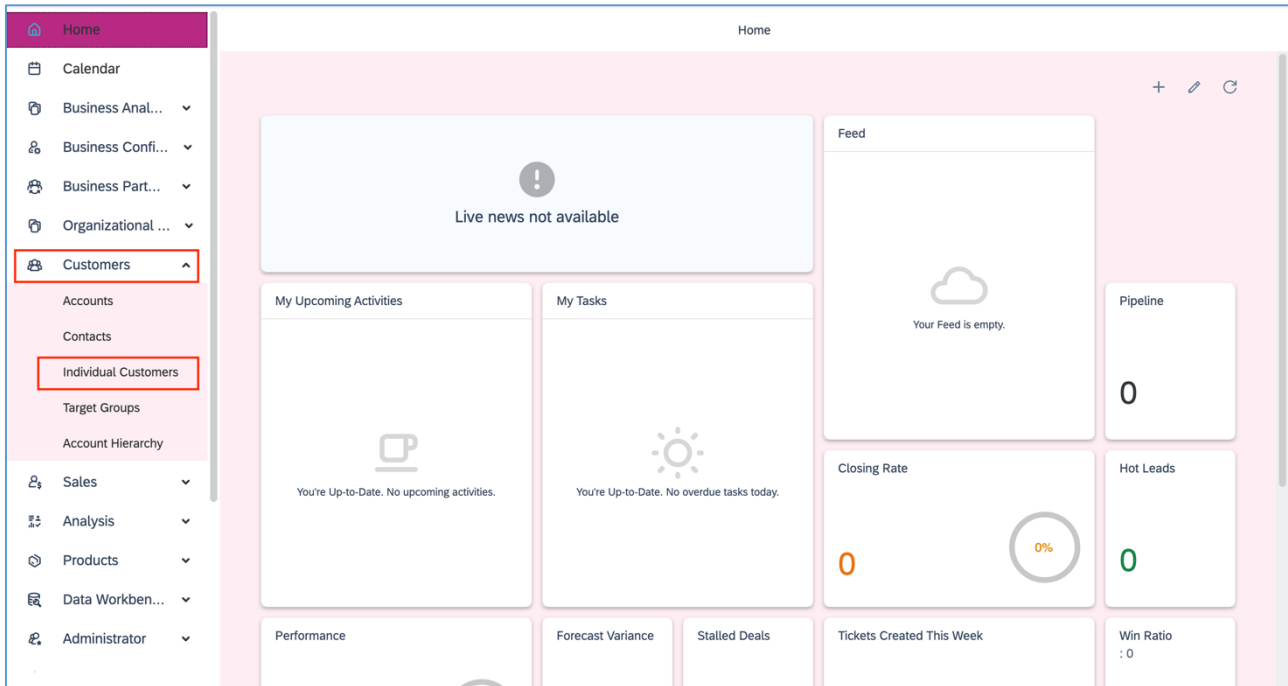 Home
Home
Calendar
Business Anal...
Business Confi...
Business Part...
Organizational ...
Customers
Accounts
Contacts
Individual Customers
Target Groups
Account Hierarchy
Sales
Analysis
Products
Data Workben...
Administrator
Live news not available
Feed
Your Feed is empty.
My Upcoming Activities
You're Up-to-Date. No upcoming activities.
My Tasks
You're Up-to-Date. No overdue tasks today.
Pipeline
0
Closing Rate
0
0%
Hot Leads
0
Performance
Forecast Variance
Stalled Deals
Tickets Created This Week
Win Ratio
: 0